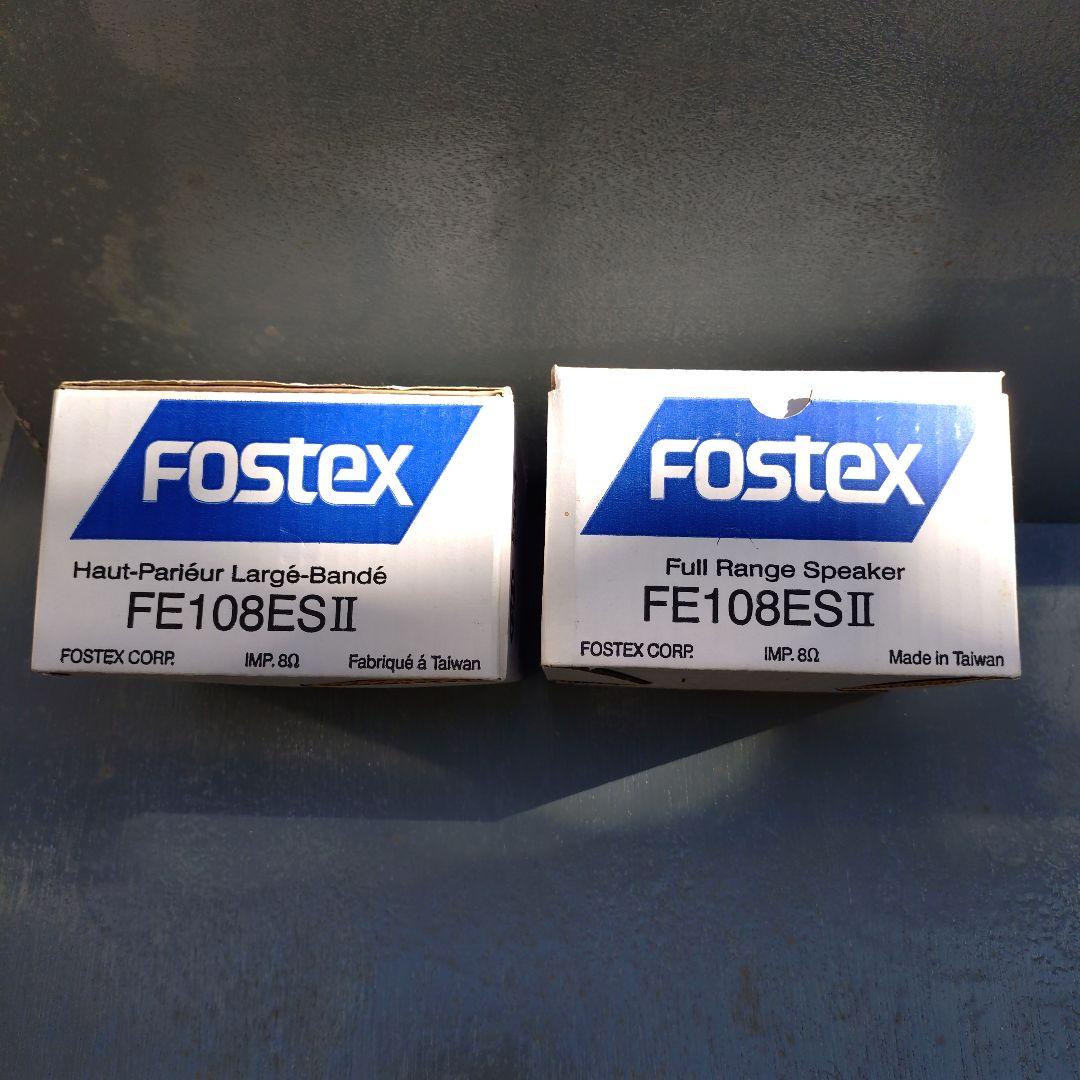 FOSTEX
Haut-Pariéur Largé-Bandé
FE108ESII
FOSTEX CORP. IMP. 8Ω Fabriqué á Taiwan
FOSTEX
Full Range Speaker
FE108ESII
FOSTEX CORP. IMP. 8Ω Made in Taiwan